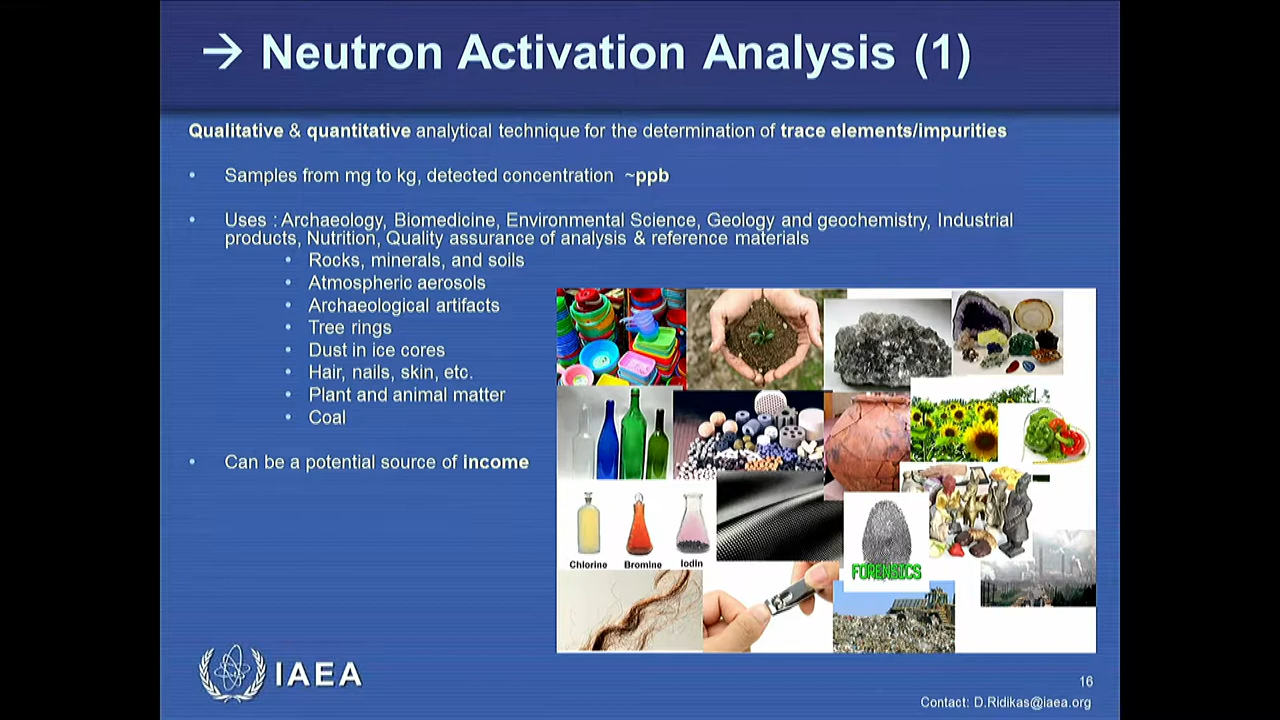 → Neutron Activation Analysis (1)
Qualitative & quantitative analytical technique for the determination of trace elements/impurities
• Samples from mg to kg, detected concentration ~ppb
• Uses : Archaeology, Biomedicine, Environmental Science, Geology and geochemistry, Industrial
products, Nutrition, Quality assurance of analysis & reference materials
• Rocks, minerals, and soils
• Atmospheric aerosols
• Archaeological artifacts
• Tree rings
• Dust in ice cores
• Hair, nails, skin, etc.
• Plant and animal matter
• Coal
• Can be a potential source of income
Chlorine Bromine Iodin
FORENSICS
IAEA
16
Contact: D.Ridikas@iaea.org